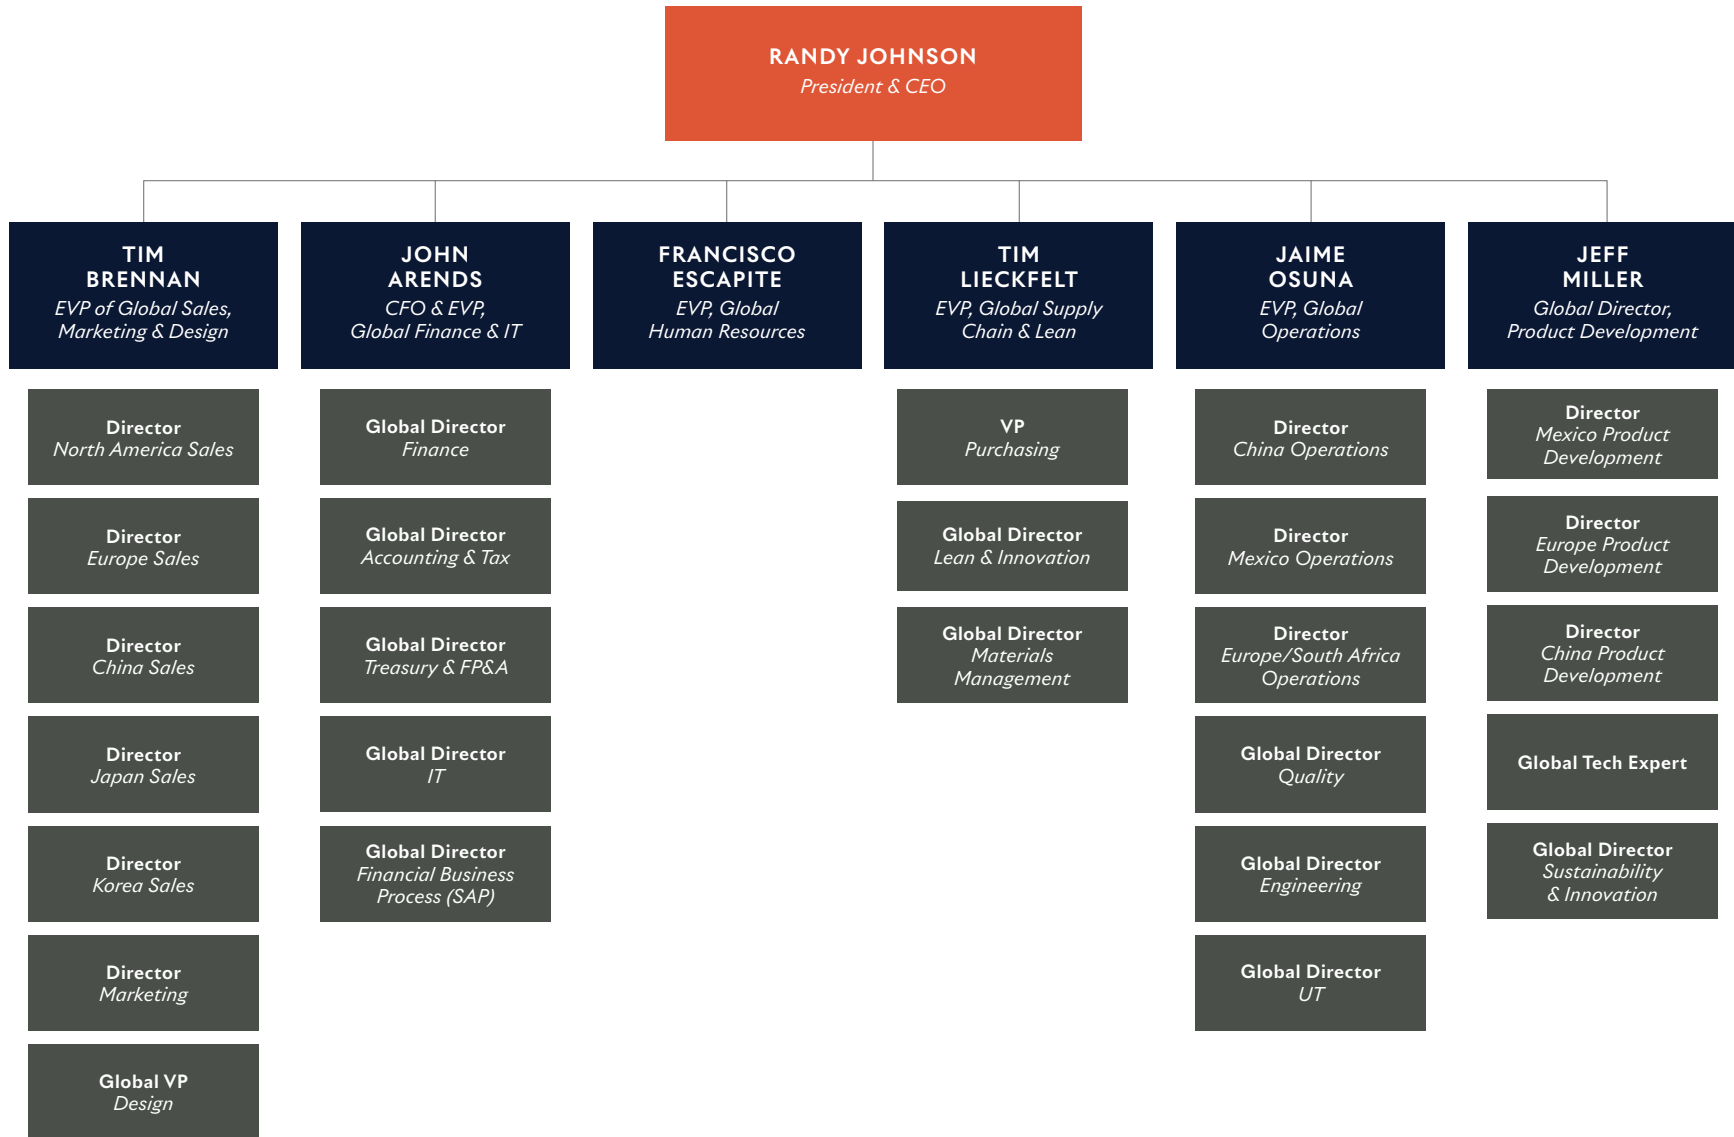 RANDY JOHNSON
President & CEO
TIM
BRENNAN
EVP of Global Sales,
Marketing & Design
JOHN
ARENDS
CFO & EVP,
Global Finance & IT
FRANCISCO
ESCAPITE
EVP, Global
Human Resources
TIM
LIECKFELT
EVP, Global Supply
Chain & Lean
JAIME
OSUNA
EVP, Global
Operations
JEFF
MILLER
Global Director,
Product Development
Director
North America Sales
Director
Europe Sales
Director
China Sales
Director
Japan Sales
Director
Korea Sales
Director
Marketing
Global VP
Design
Global Director
Finance
Global Director
Accounting & Tax
Global Director
Treasury & FP&A
Global Director
IT
Global Director
Financial Business
Process (SAP)
VP
Purchasing
Global Director
Lean & Innovation
Global Director
Materials
Management
Director
China Operations
Director
Mexico Operations
Director
Europe/South Africa
Operations
Global Director
Quality
Global Director
Engineering
Global Director
UT
Director
Mexico Product
Development
Director
Europe Product
Development
Director
China Product
Development
Global Tech Expert
Global Director
Sustainability
& Innovation